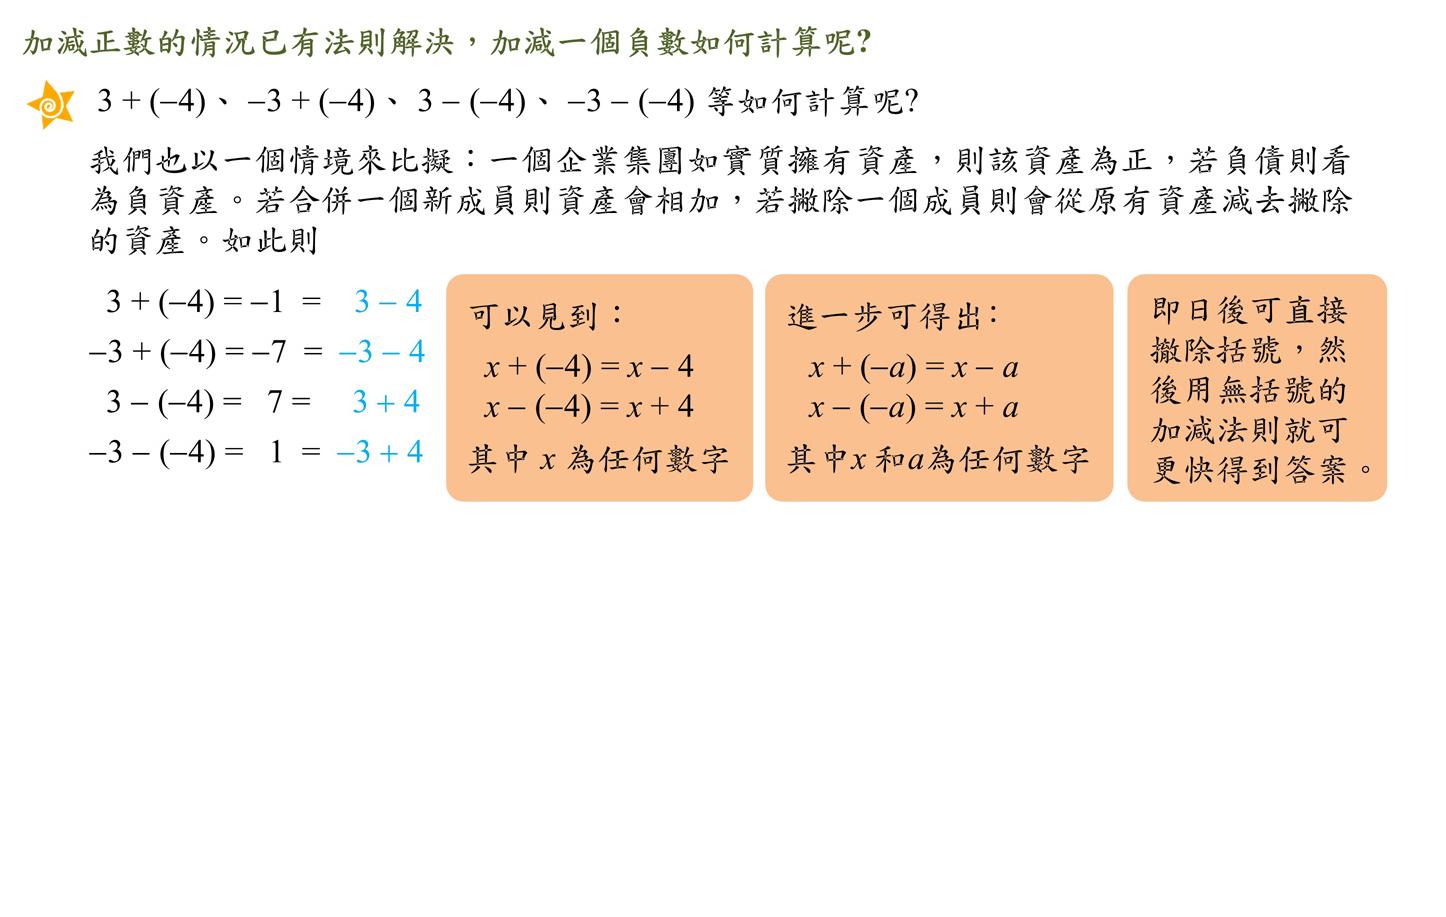 加減正數的情況已有法則解決，加減一個負數如何計算呢?
3 + (–4)、 –3 + (–4)、 3 – (–4)、 –3 – (–4) 等如何計算呢?
我們也以一個情境來比擬：一個企業集團如實質擁有資產，則該資產為正，若負債則看
為負資產。若合併一個新成員則資產會相加，若撇除一個成員則會從原有資產減去撇除
的資產。如此則
3 + (–4) = –1 = 3 – 4
–3 + (–4) = –7 = –3 – 4
3 – (–4) = 7 = 3 + 4
–3 – (–4) = 1 = –3 + 4
可以見到：
x + (–4) = x – 4
x – (–4) = x + 4
其中 x 為任何數字
進一步可得出：
x + (–a) = x – a
x – (–a) = x + a
其中x 和a為任何數字
即日後可直接
撤除括號，然
後用無括號的
加減法則就可
更快得到答案。